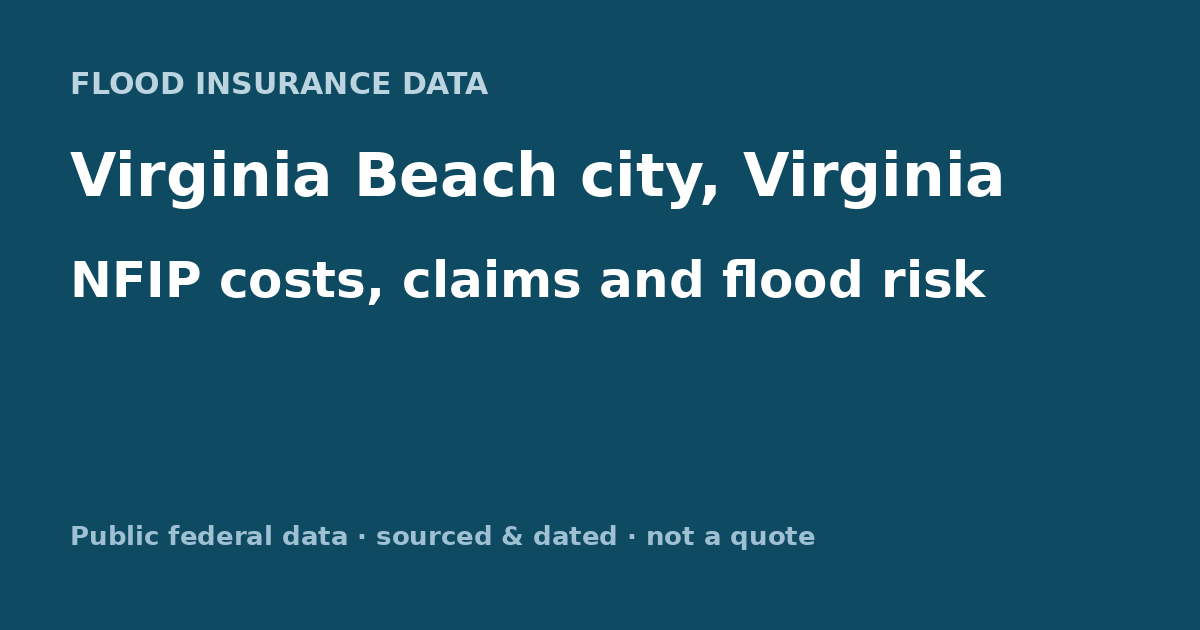 FLOOD INSURANCE DATA
Virginia Beach city, Virginia
NFIP costs, claims and flood risk
Public federal data · sourced & dated · not a quote